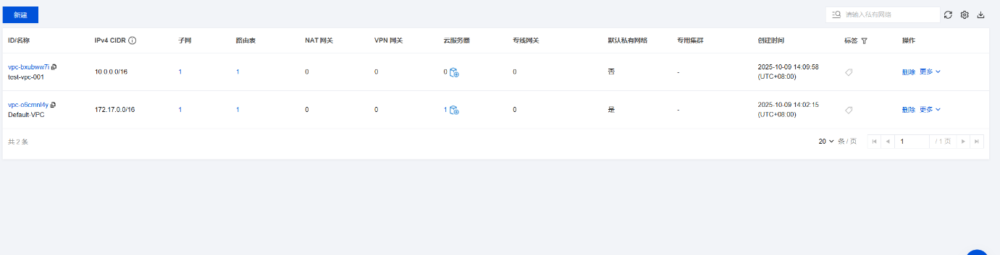 新建
请输入私有网络
ID/名称 IPv4 CIDR 子网 路由表 NAT 网关 VPN 网关 云服务器 专线网关 默认私有网络 专用集群 创建时间 标签 操作
vpc-bxubww7i 10.0.0.0/16 1 1 0 0 0 0 否 - 2025-10-09 14:09:58 删除 更多
test-vpc-001 (UTC+08:00)
vpc-o6cmnl4y 172.17.0.0/16 1 1 0 0 1 0 是 - 2025-10-09 14:02:15 删除 更多
Default-VPC (UTC+08:00)
共 2 条 20 条 / 页 1 / 1 页